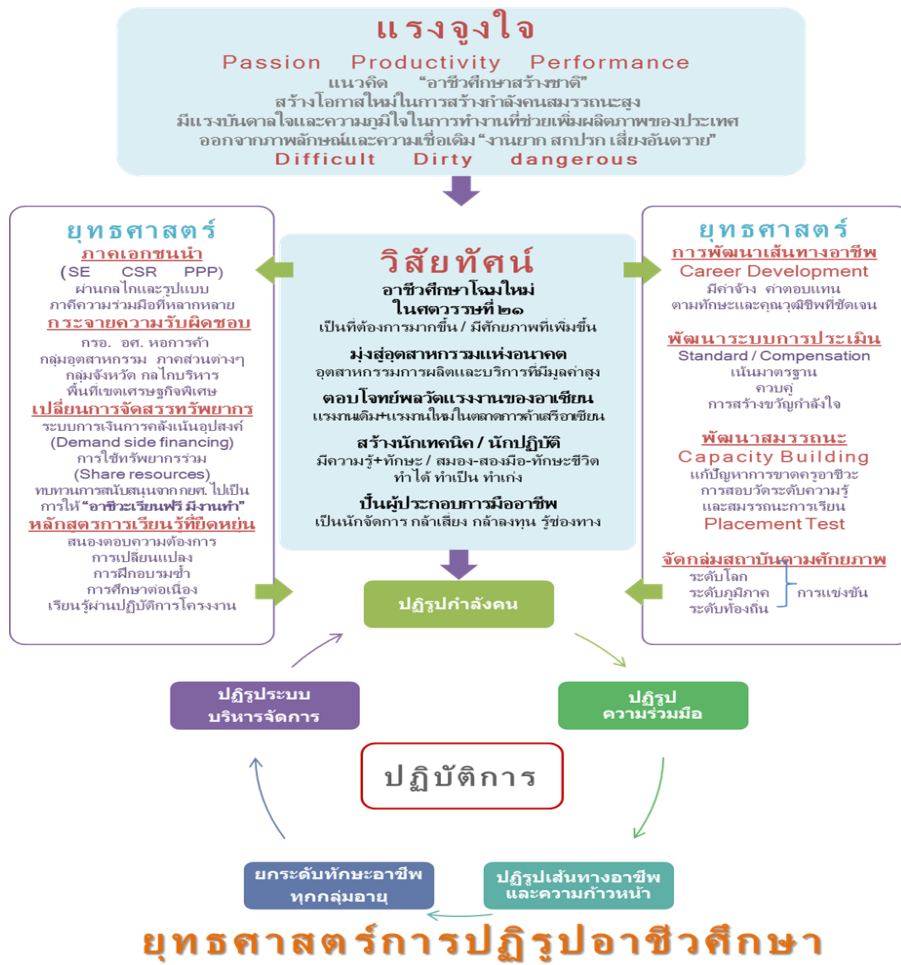 แรงจูงใจ
Passion Productivity Performance
แนวคิด "อาชีวศึกษาสร้างชาติ"
สร้างโอกาสใหม่ในการสร้างกำลังคนสมรรถนะสูง
มีแรงบันดาลใจและความภูมิใจในการทำงานที่ช่วยเพิ่มผลิตภาพของประเทศ
ออกจากภาพลักษณ์และความเชื่อเดิม "งานยาก สกปรก เสี่ยงอันตราย"
Difficult Dirty dangerous
ยุทธศาสตร์
ภาคเอกชนนำ
(SE CSR PPP)
ผ่านกลไกและรูปแบบ
ภาคีความร่วมมือที่หลากหลาย
กระจายความรับผิดชอบ
กรอ. อศ. หอการค้า
กลุ่มอุตสาหกรรม ภาคส่วนต่างๆ
กลุ่มจังหวัด กลไกบริหาร
พื้นที่เขตเศรษฐกิจพิเศษ
เปลี่ยนการจัดสรรทรัพยากร
ระบบการเงินการคลังเน้นอุปสงค์
(Demand side financing)
การใช้ทรัพยากรร่วม
(Share resources)
ทบทวนการสนับสนุนจากกยศ. ไปเป็น
การให้ "อาชีวะเรียนฟรี มีงานทำ"
หลักสูตรการเรียนรู้ที่ยืดหยุ่น
สนองตอบความต้องการ
การเปลี่ยนแปลง
การฝึกอบรมซ้ำ
การศึกษาต่อเนื่อง
เรียนรู้ผ่านปฏิบัติการโครงงาน
วิสัยทัศน์
อาชีวศึกษาโฉมใหม่
ในศตวรรษที่ ๒๑
เป็นที่ต้องการมากขึ้น / มีศักยภาพที่เพิ่มขึ้น
มุ่งสู่อุตสาหกรรมแห่งอนาคต
อุตสาหกรรมการผลิตและบริการที่มีมูลค่าสูง
ตอบโจทย์พลวัตแรงงานของอาเซียน
แรงงานเดิม+แรงงานใหม่ในตลาดการค้าเสรีอาเซียน
สร้างนักเทคนิค / นักปฏิบัติ
มีความรู้+ทักษะ / สมอง-สองมือ-ทักษะชีวิต
ทำได้ ทำเป็น ทำเก่ง
ปั้นผู้ประกอบการมืออาชีพ
เป็นนักจัดการ กล้าเสี่ยง กล้าลงทุน รู้ช่องทาง
ยุทธศาสตร์
การพัฒนาเส้นทางอาชีพ
Career Development
มีค่าจ้าง ค่าตอบแทน
ตามทักษะและคุณวุฒิชีพที่ชัดเจน
พัฒนาระบบการประเมิน
Standard / Compensation
เน้นมาตรฐาน
ควบคู่
การสร้างขวัญกำลังใจ
พัฒนาสมรรถนะ
Capacity Building
แก้ปัญหาการขาดครูอาชีวะ
การสอบวัดระดับความรู้
และสมรรถนะการเรียน
Placement Test
จัดกลุ่มสถาบันตามศักยภาพ
ระดับโลก
ระดับภูมิภาค การแข่งขัน
ระดับท้องถิ่น
ปฏิรูปกำลังคน
ปฏิรูประบบ
บริหารจัดการ
ปฏิรูป
ความร่วมมือ
ปฏิบัติการ
ยกระดับทักษะอาชีพ
ทุกกลุ่มอายุ
ปฏิรูปเส้นทางอาชีพ
และความก้าวหน้า
ยุทธศาสตร์การปฏิรูปอาชีวศึกษา